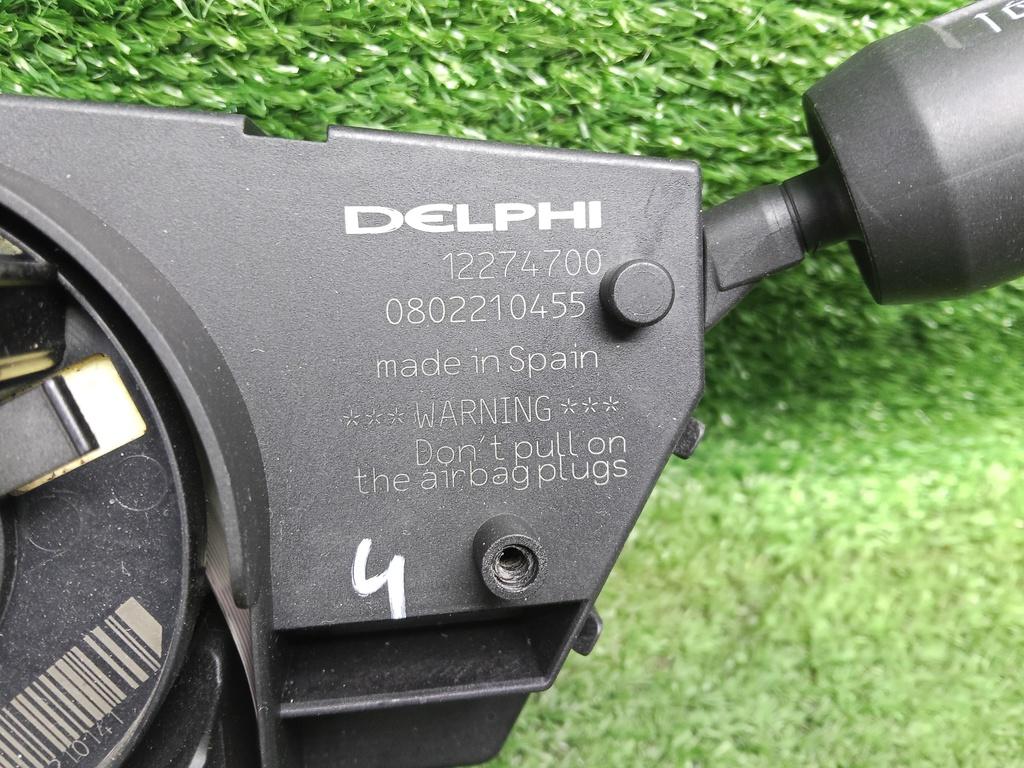 DELPHI
12274700
0802210455
made in Spain
*** WARNING ***
Don't pull on
the airbag plugs
4